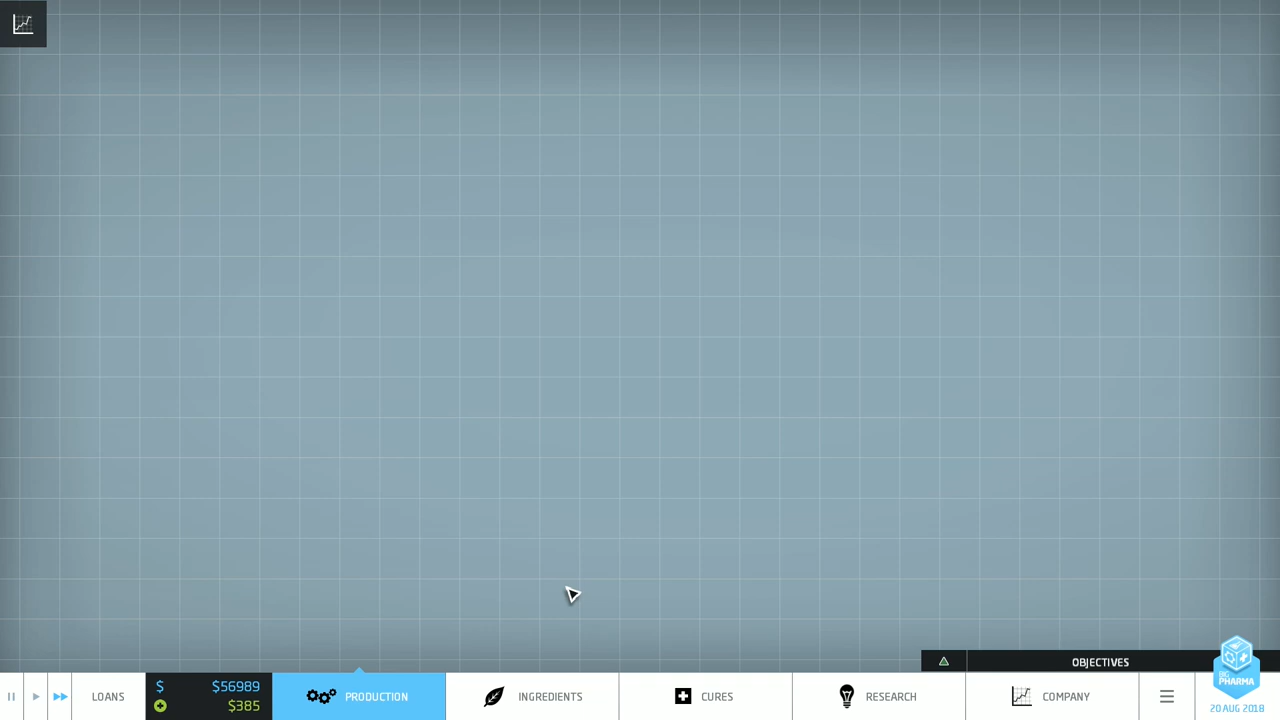 OBJECTIVES
LOANS
$ $56989
$385
PRODUCTION
INGREDIENTS
CURES
RESEARCH
COMPANY
BIG
PHARMA
20 AUG 2018